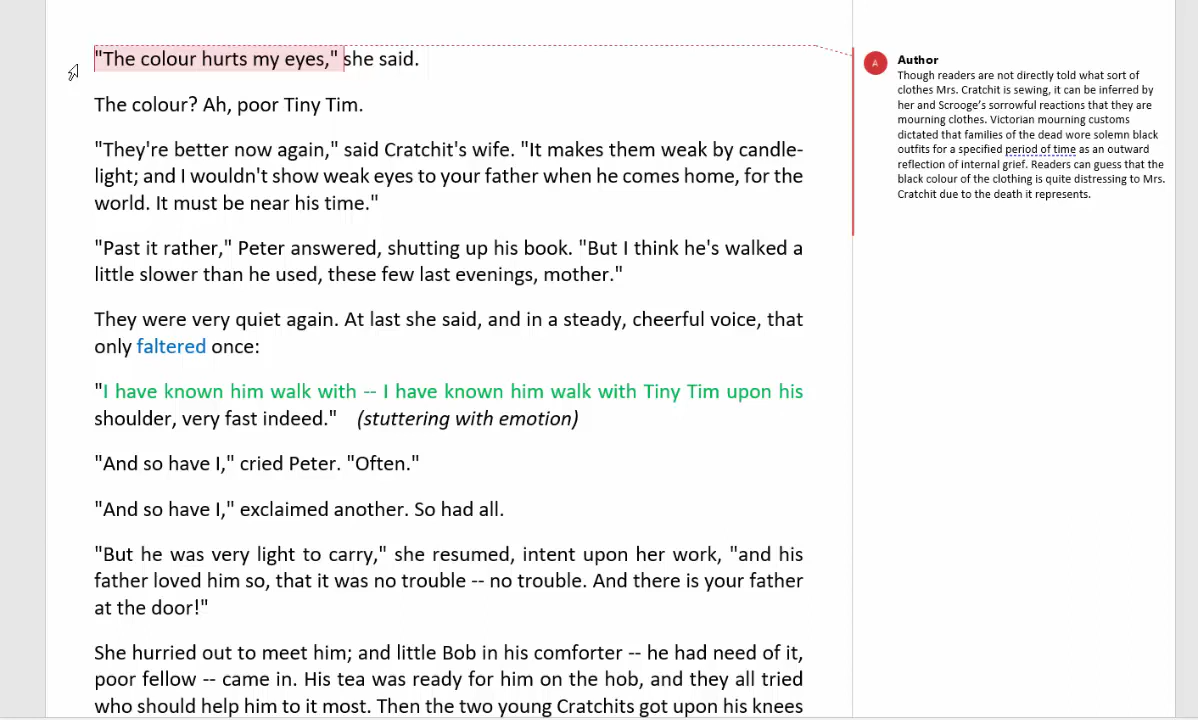 "The colour hurts my eyes," she said.
The colour? Ah, poor Tiny Tim.
"They're better now again," said Cratchit's wife. "It makes them weak by candle-
light; and I wouldn't show weak eyes to your father when he comes home, for the
world. It must be near his time."
"Past it rather," Peter answered, shutting up his book. "But I think he's walked a
little slower than he used, these few last evenings, mother."
They were very quiet again. At last she said, and in a steady, cheerful voice, that
only faltered once:
"I have known him walk with -- I have known him walk with Tiny Tim upon his
shoulder, very fast indeed." (stuttering with emotion)
"And so have I," cried Peter. "Often."
"And so have I," exclaimed another. So had all.
"But he was very light to carry," she resumed, intent upon her work, "and his
father loved him so, that it was no trouble -- no trouble. And there is your father
at the door!"
She hurried out to meet him; and little Bob in his comforter -- he had need of it,
poor fellow -- came in. His tea was ready for him on the hob, and they all tried
who should help him to it most. Then the two young Cratchits got upon his knees
A
Author
Though readers are not directly told what sort of
clothes Mrs. Cratchit is sewing, it can be inferred by
her and Scrooge's sorrowful reactions that they are
mourning clothes. Victorian mourning customs
dictated that families of the dead wore solemn black
outfits for a specified period of time as an outward
reflection of internal grief. Readers can guess that the
black colour of the clothing is quite distressing to Mrs.
Cratchit due to the death it represents.